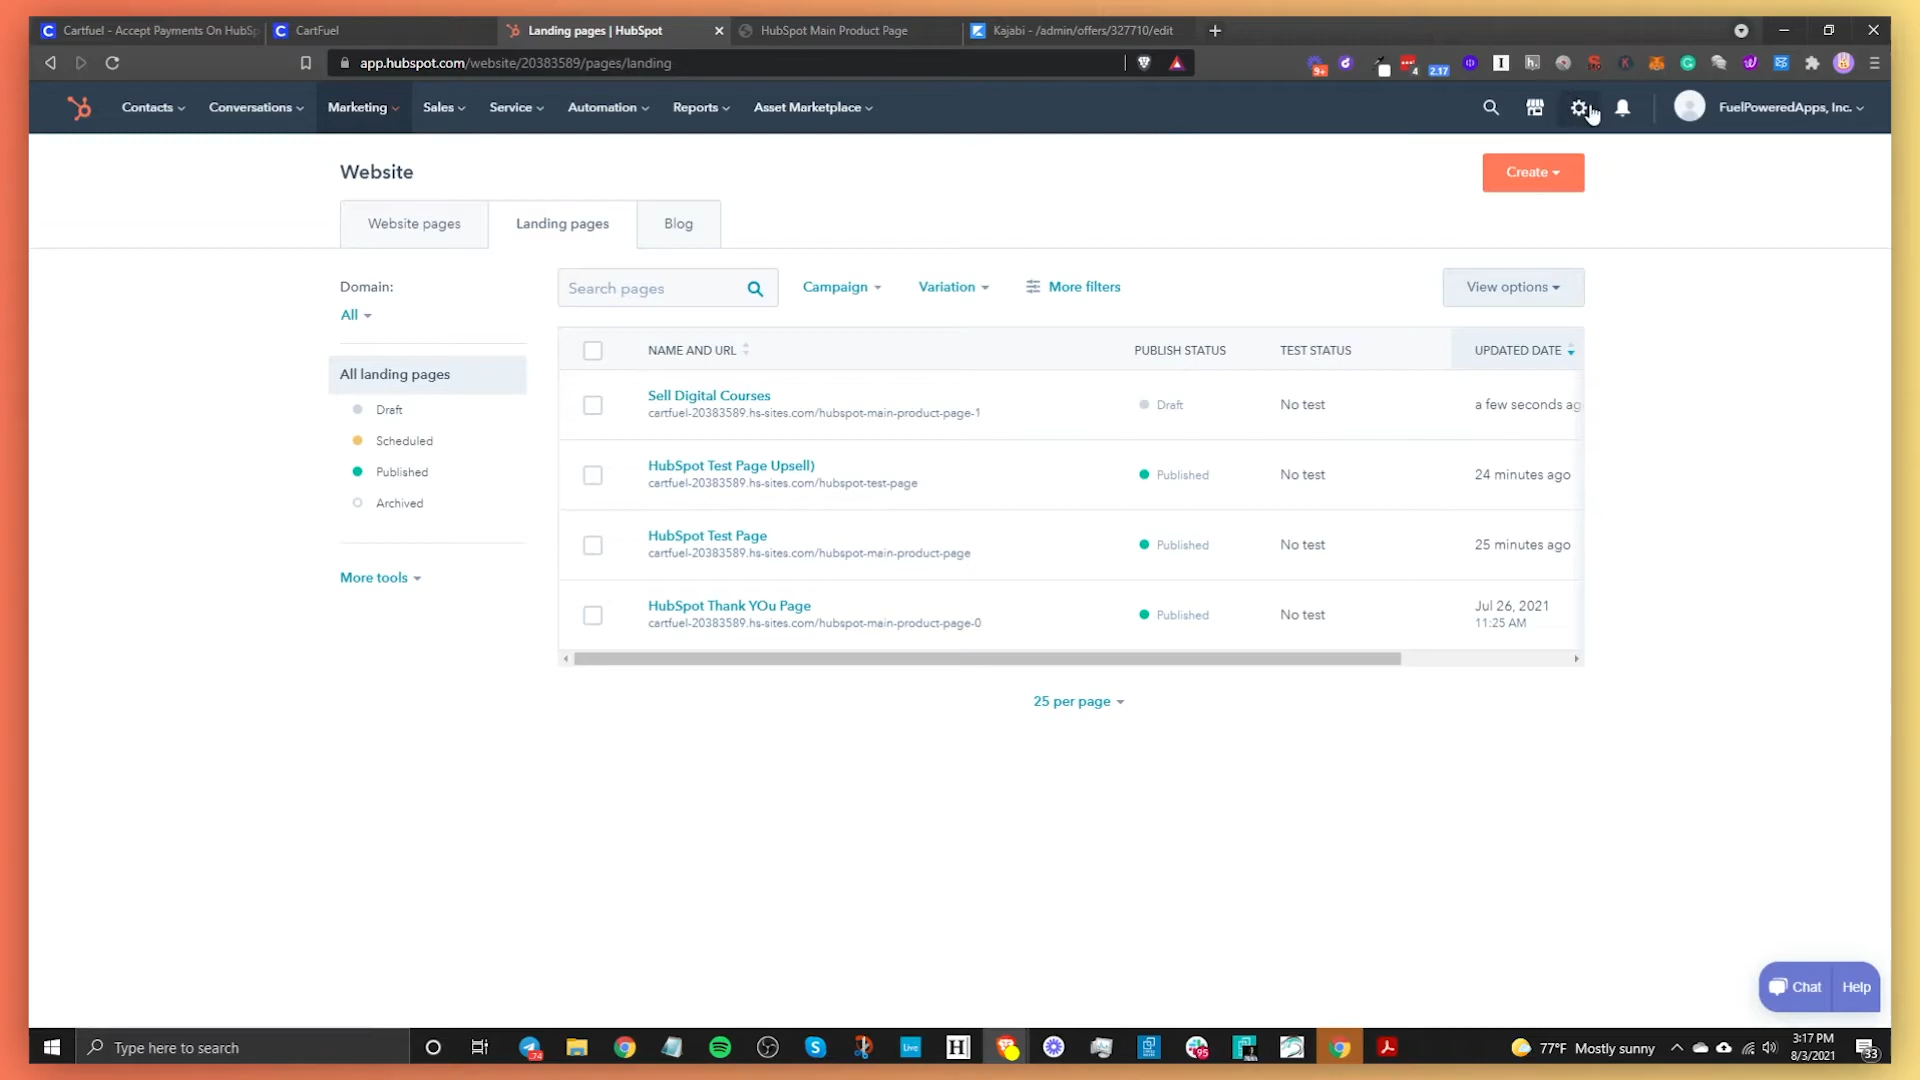 Cartfuel - Accept Payments On HubSp
CartFuel
Landing pages | HubSpot
HubSpot Main Product Page
Kajabi - /admin/offers/327710/edit
app.hubspot.com/website/20383589/pages/landing
9+
4
2.17
Contacts
Conversations
Marketing
Sales
Service
Automation
Reports
Asset Marketplace
FuelPoweredApps, Inc.
Website
Create
Website pages
Landing pages
Blog
Domain:
All
Search pages
Campaign
Variation
More filters
View options
All landing pages
Draft
Scheduled
Published
Archived
More tools
NAME AND URL
PUBLISH STATUS
TEST STATUS
UPDATED DATE
Sell Digital Courses
cartfuel-20383589.hs-sites.com/hubspot-main-product-page-1
Draft
No test
a few seconds ag
HubSpot Test Page Upsell)
cartfuel-20383589.hs-sites.com/hubspot-test-page
Published
No test
24 minutes ago
HubSpot Test Page
cartfuel-20383589.hs-sites.com/hubspot-main-product-page
Published
No test
25 minutes ago
HubSpot Thank YOu Page
cartfuel-20383589.hs-sites.com/hubspot-main-product-page-0
Published
No test
Jul 26, 2021
11:25 AM
25 per page
Chat
Help
Type here to search
74
Live
H
95
77°F Mostly sunny
3:17 PM
8/3/2021
33